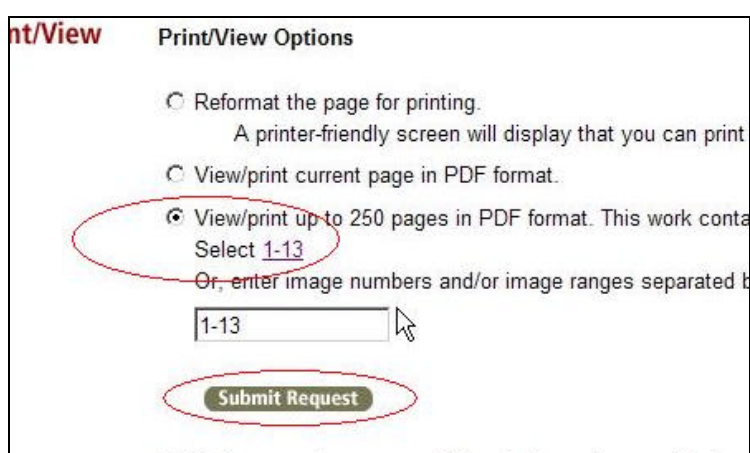 nt/View
Print/View Options
Reformat the page for printing.
A printer-friendly screen will display that you can print
View/print current page in PDF format.
View/print up to 250 pages in PDF format. This work conta
Select 1-13
Or, enter image numbers and/or image ranges separated b
1-13
Submit Request